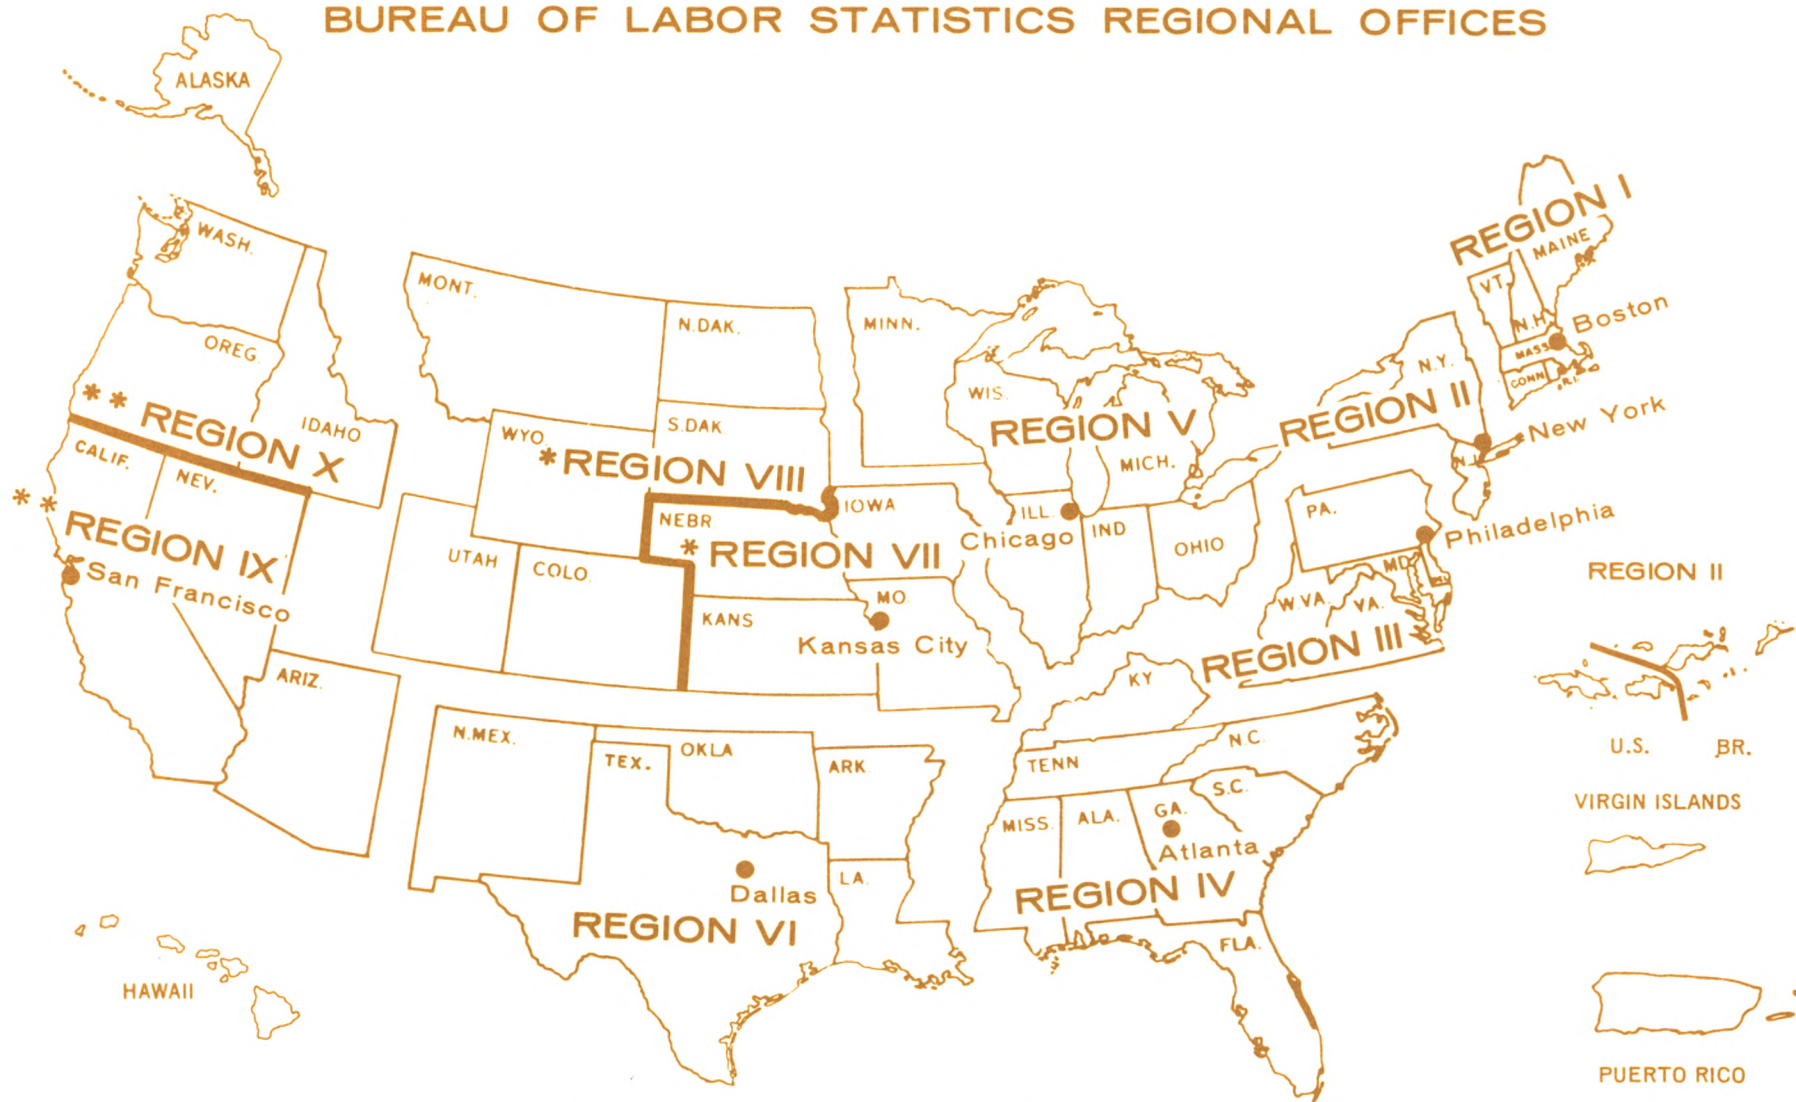 BUREAU OF LABOR STATISTICS REGIONAL OFFICES
ALASKA
WASH.
OREG.
IDAHO
** REGION X
CALIF.
NEV.
** REGION IX
San Francisco
ARIZ.
HAWAII
MONT.
N.DAK.
S.DAK
WYO.
*REGION VIII
UTAH
COLO.
NEBR
* REGION VII
IOWA
KANS
MO.
Kansas City
N.MEX.
TEX.
OKLA
ARK.
LA.
Dallas
REGION VI
MINN.
WIS.
REGION V
MICH.
ILL.
Chicago
IND
OHIO
KY
TENN
N.C.
S.C.
MISS.
ALA.
GA.
Atlanta
REGION IV
FLA.
REGION I
MAINE
VT.
N.H.
MASS
CONN
R.I.
Boston
N.Y.
REGION II
New York
N.J.
PA.
Philadelphia
MD.
DEL
W.VA.
VA.
REGION III
REGION II
U.S.
BR.
VIRGIN ISLANDS
PUERTO RICO